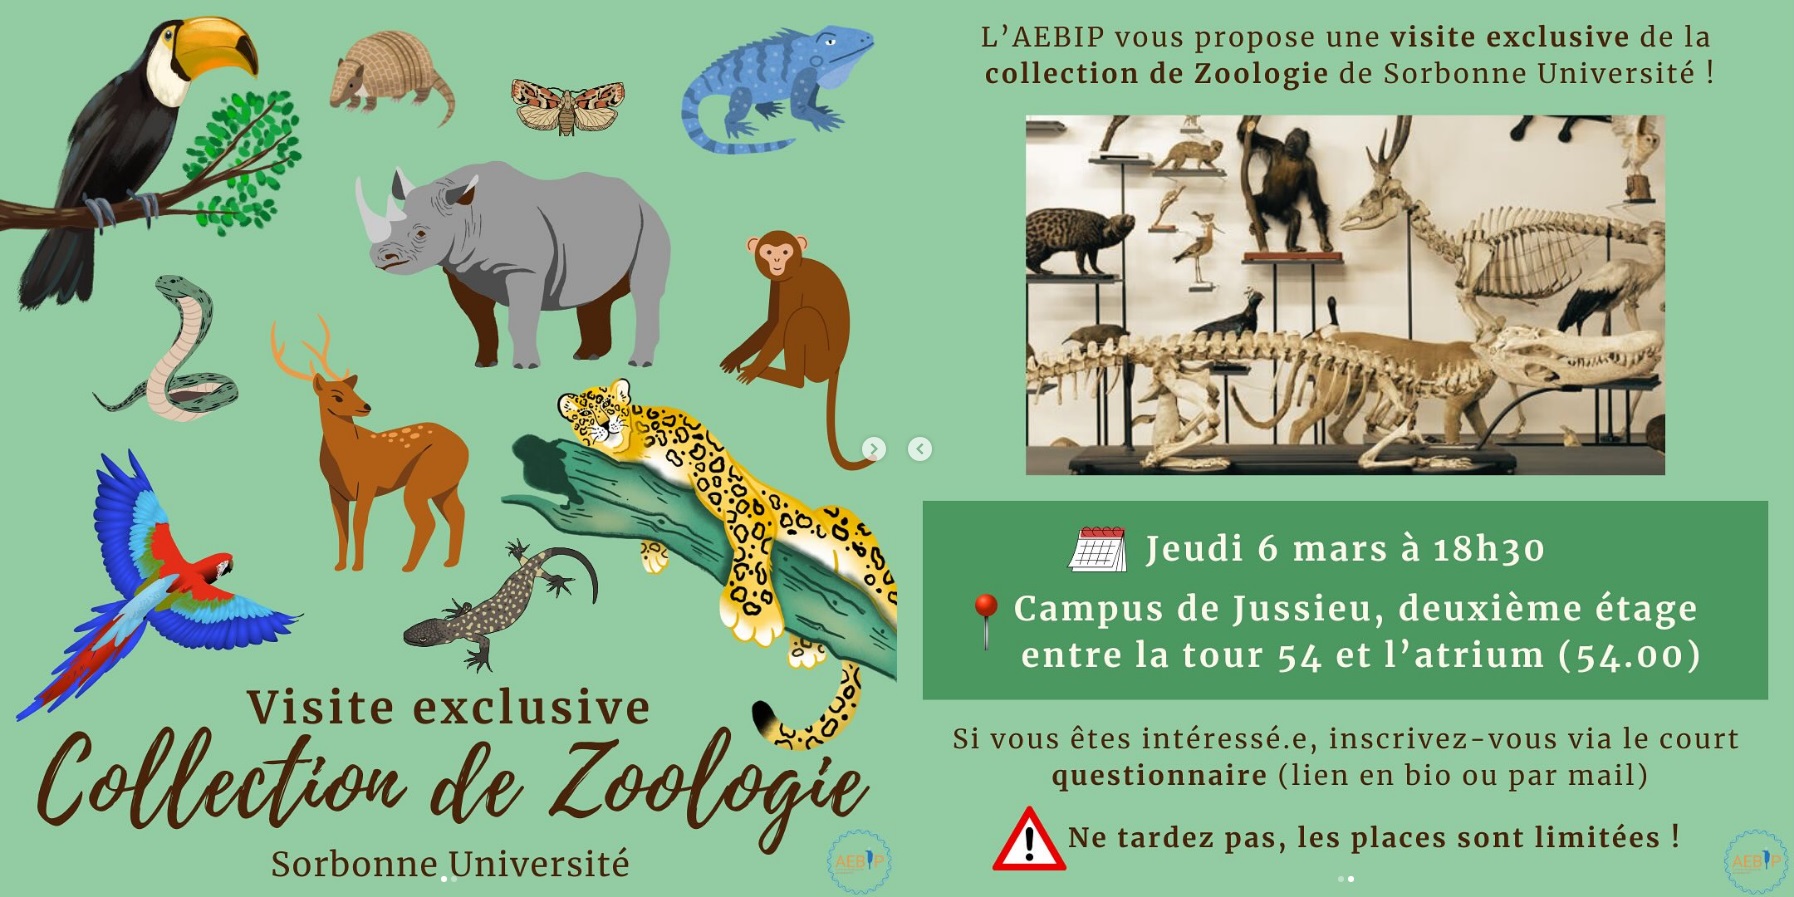 Visite exclusive
Collection de Zoologie
Sorbonne Université
AEBIP
L'AEBIP vous propose une visite exclusive de la
collection de Zoologie de Sorbonne Université !
Jeudi 6 mars à 18h30
Campus de Jussieu, deuxième étage
entre la tour 54 et l'atrium (54.00)
Si vous êtes intéressé.e, inscrivez-vous via le court
questionnaire (lien en bio ou par mail)
Ne tardez pas, les places sont limitées !
AEBIP